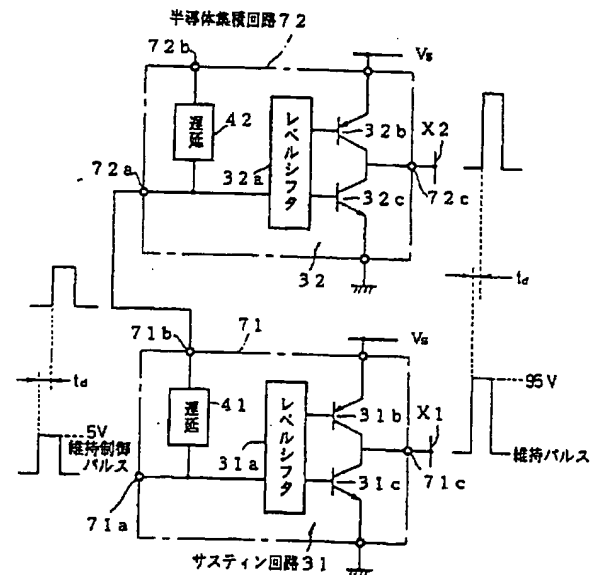 半導体集積回路72
72b
Vs
遅延
42
レベルシフタ
32a
32b
X2
72a
32c
72c
32
td
td
71b
71
Vs
遅延
41
レベルシフタ
31a
31b
X1
95V
5V
維持制御
パルス
31c
71c
維持パルス
71a
サスティン回路31